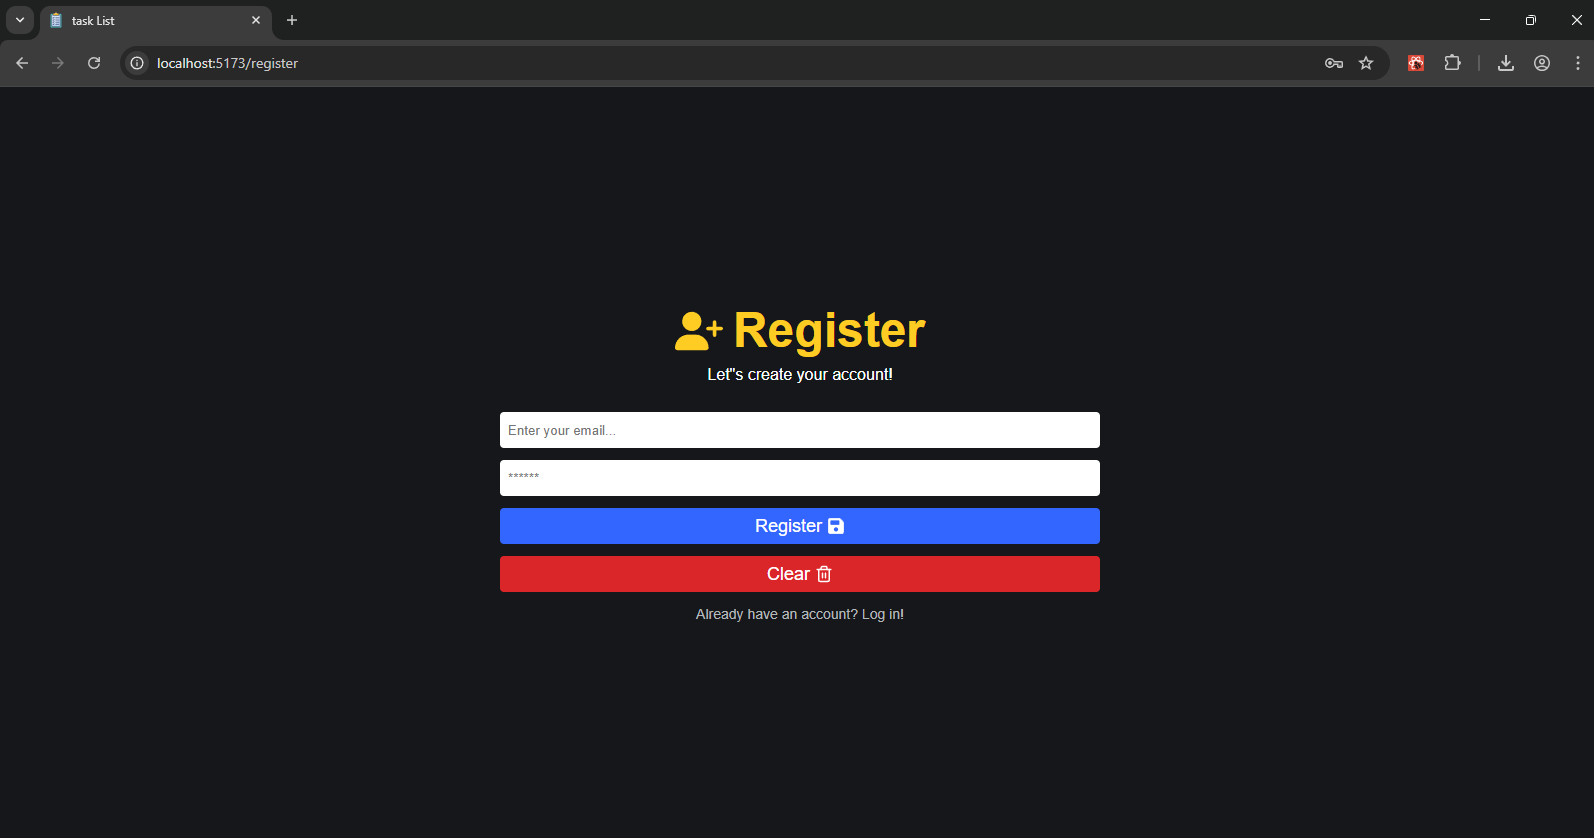 task List
localhost:5173/register
Register
Let"s create your account!
Enter your email...
******
Register
Clear
Already have an account? Log in!